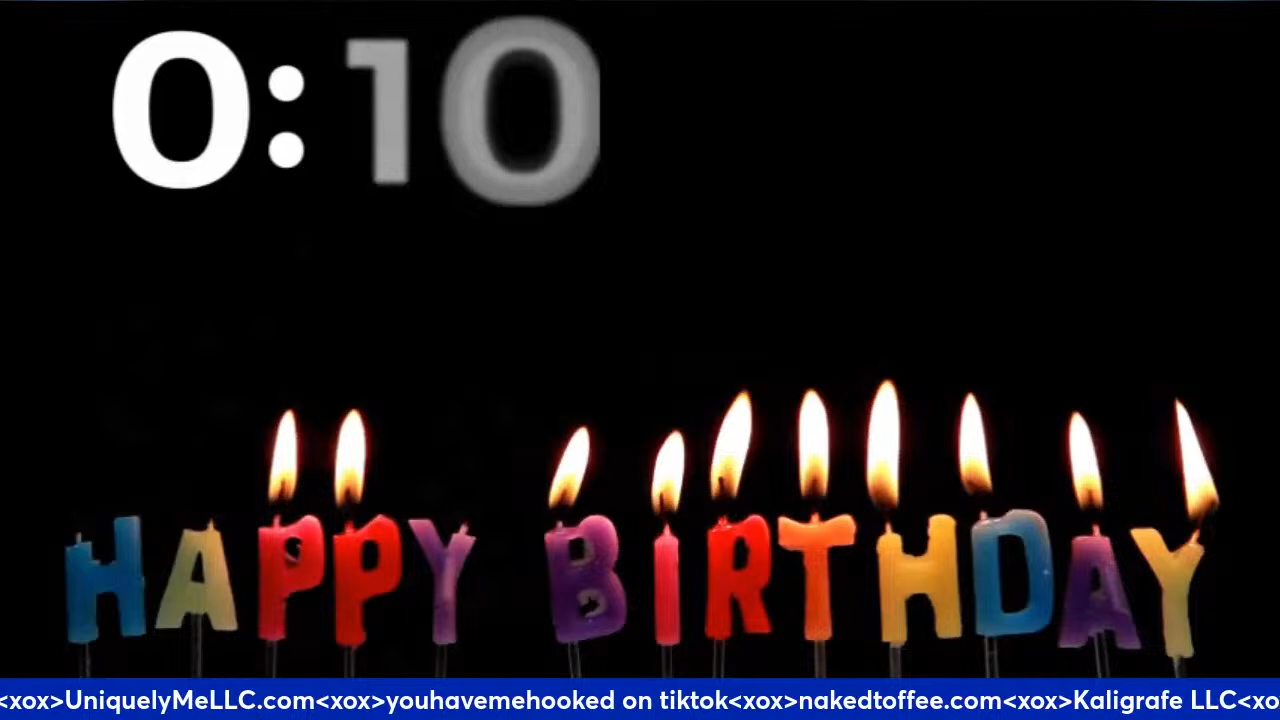 0:10
HAPPY BIRTHDAY
<xox>UniquelyMeLLC.com<xox>youhavemehooked on tiktok<xox>nakedtoffee.com<xox>Kaligrafe LLC<xo